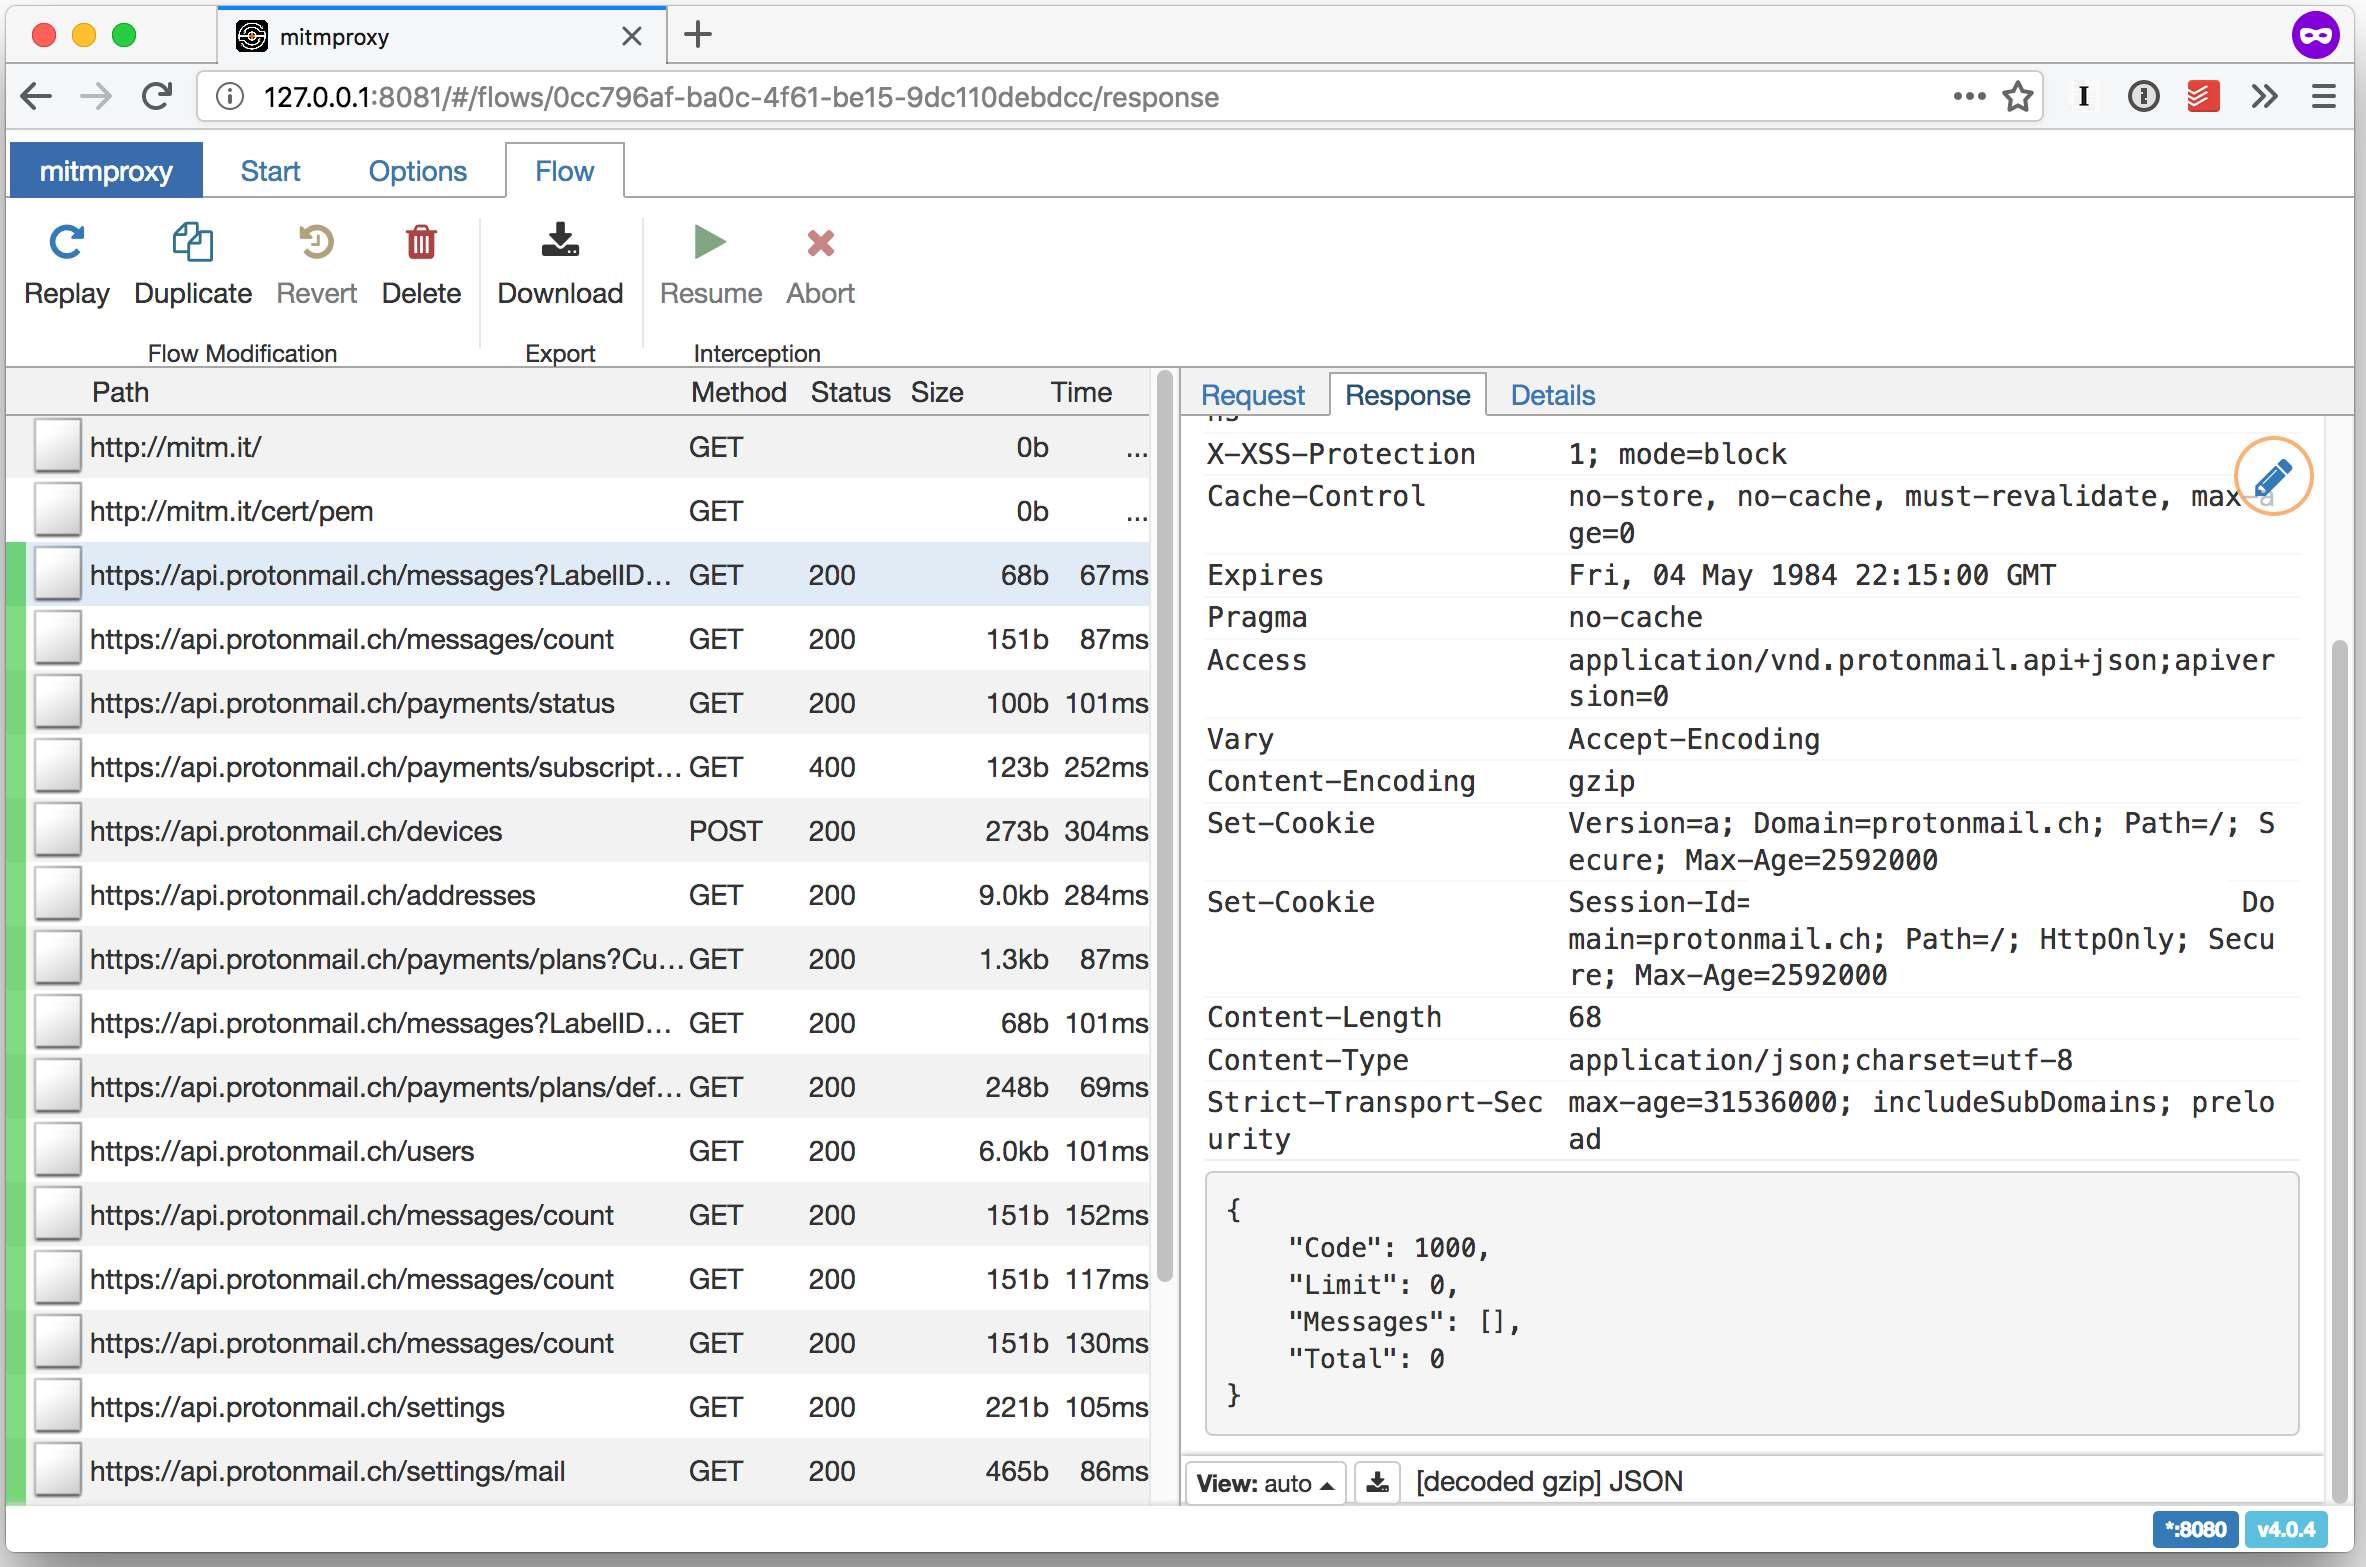 mitmproxy
127.0.0.1:8081/#/flows/0cc796af-ba0c-4f61-be15-9dc110debdcc/response
mitmproxy Start Options Flow
Replay Duplicate Revert Delete Download Resume Abort
Flow Modification Export Interception
Path Method Status Size Time
http://mitm.it/ GET 0b ...
http://mitm.it/cert/pem GET 0b ...
https://api.protonmail.ch/messages?LabelID... GET 200 68b 67ms
https://api.protonmail.ch/messages/count GET 200 151b 87ms
https://api.protonmail.ch/payments/status GET 200 100b 101ms
https://api.protonmail.ch/payments/subscript... GET 400 123b 252ms
https://api.protonmail.ch/devices POST 200 273b 304ms
https://api.protonmail.ch/addresses GET 200 9.0kb 284ms
https://api.protonmail.ch/payments/plans?Cu... GET 200 1.3kb 87ms
https://api.protonmail.ch/messages?LabelID... GET 200 68b 101ms
https://api.protonmail.ch/payments/plans/def... GET 200 248b 69ms
https://api.protonmail.ch/users GET 200 6.0kb 101ms
https://api.protonmail.ch/messages/count GET 200 151b 152ms
https://api.protonmail.ch/messages/count GET 200 151b 117ms
https://api.protonmail.ch/messages/count GET 200 151b 130ms
https://api.protonmail.ch/settings GET 200 221b 105ms
https://api.protonmail.ch/settings/mail GET 200 465b 86ms
Request Response Details
X-XSS-Protection 1; mode=block
Cache-Control no-store, no-cache, must-revalidate, max-a
ge=0
Expires Fri, 04 May 1984 22:15:00 GMT
Pragma no-cache
Access application/vnd.protonmail.api+json;apiver
sion=0
Vary Accept-Encoding
Content-Encoding gzip
Set-Cookie Version=a; Domain=protonmail.ch; Path=/; S
ecure; Max-Age=2592000
Set-Cookie Session-Id= Do
main=protonmail.ch; Path=/; HttpOnly; Secu
re; Max-Age=2592000
Content-Length 68
Content-Type application/json;charset=utf-8
Strict-Transport-Sec max-age=31536000; includeSubDomains; prelo
urity ad
{
"Code": 1000,
"Limit": 0,
"Messages": [],
"Total": 0
}
View: auto [decoded gzip] JSON
*:8080 v4.0.4